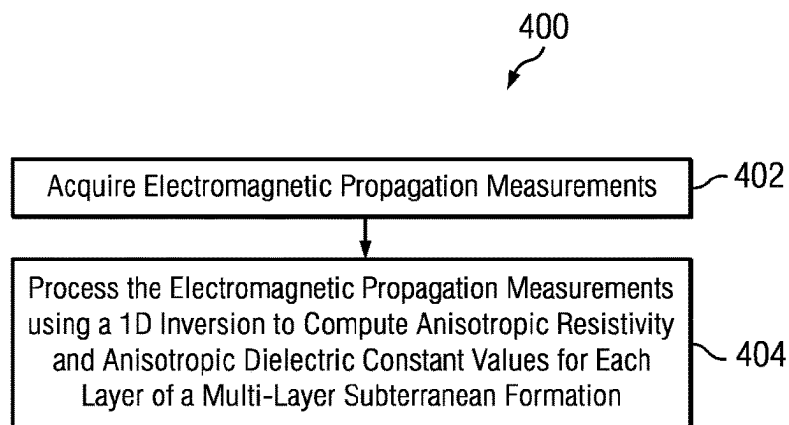 400
Acquire Electromagnetic Propagation Measurements
402
Process the Electromagnetic Propagation Measurements
using a 1D Inversion to Compute Anisotropic Resistivity
and Anisotropic Dielectric Constant Values for Each
Layer of a Multi-Layer Subterranean Formation
404